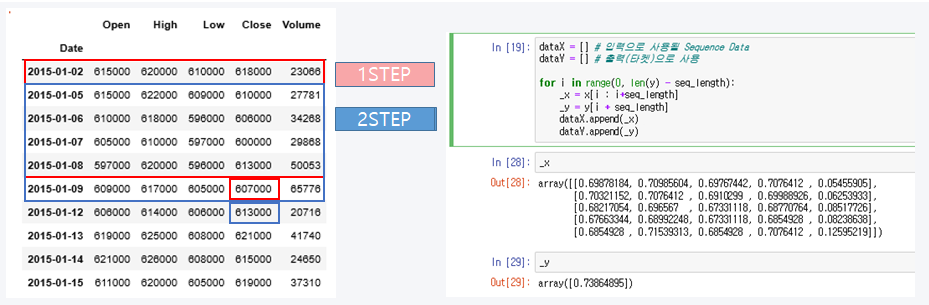 Open High Low Close Volume
Date
2015-01-02 615000 620000 610000 618000 23066
2015-01-05 615000 622000 609000 610000 27781
2015-01-06 610000 618000 596000 606000 34268
2015-01-07 605000 610000 597000 600000 29868
2015-01-08 597000 620000 596000 613000 50053
2015-01-09 609000 617000 605000 607000 65776
2015-01-12 606000 614000 606000 613000 20716
2015-01-13 619000 625000 608000 621000 41740
2015-01-14 621000 626000 608000 615000 24650
2015-01-15 611000 620000 605000 619000 37310
1STEP
2STEP
In [19]: dataX = [] # 입력으로 사용될 Sequence Data
dataY = [] # 출력(타켓)으로 사용
for i in range(0, len(y) - seq_length):
_x = x[i : i+seq_length]
_y = y[i + seq_length]
dataX.append(_x)
dataY.append(_y)
In [28]: _x
Out[28]: array([[0.69878184, 0.70985604, 0.69767442, 0.7076412 , 0.05455905],
[0.70321152, 0.7076412 , 0.6910299 , 0.69988926, 0.06253933],
[0.68217054, 0.696567  , 0.67331118, 0.68770764, 0.08517726],
[0.67663344, 0.68992248, 0.67331118, 0.6854928 , 0.08238638],
[0.6854928 , 0.71539313, 0.6854928 , 0.7076412 , 0.12595219]])
In [29]: _y
Out[29]: array([0.73864895])